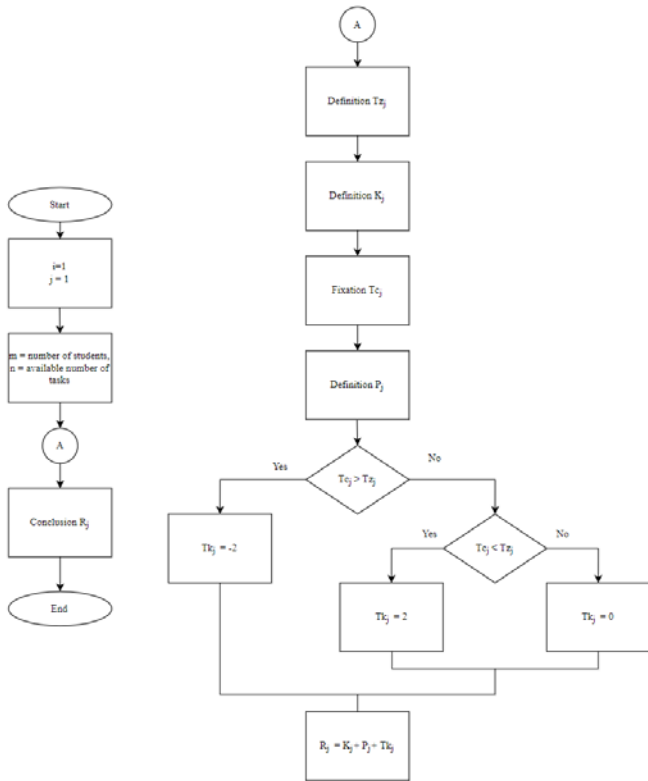 Start
i=1
j = 1
m = number of students,
n = available number of
tasks
A
Conclusion Rj
End
A
Definition Tzj
Definition Kj
Fixation Tcj
Definition Pj
Tcj > Tzj
Yes
No
Tkj = -2
Tcj < Tzj
Yes
No
Tkj = 2
Tkj = 0
Rj = Kj + Pj + Tkj